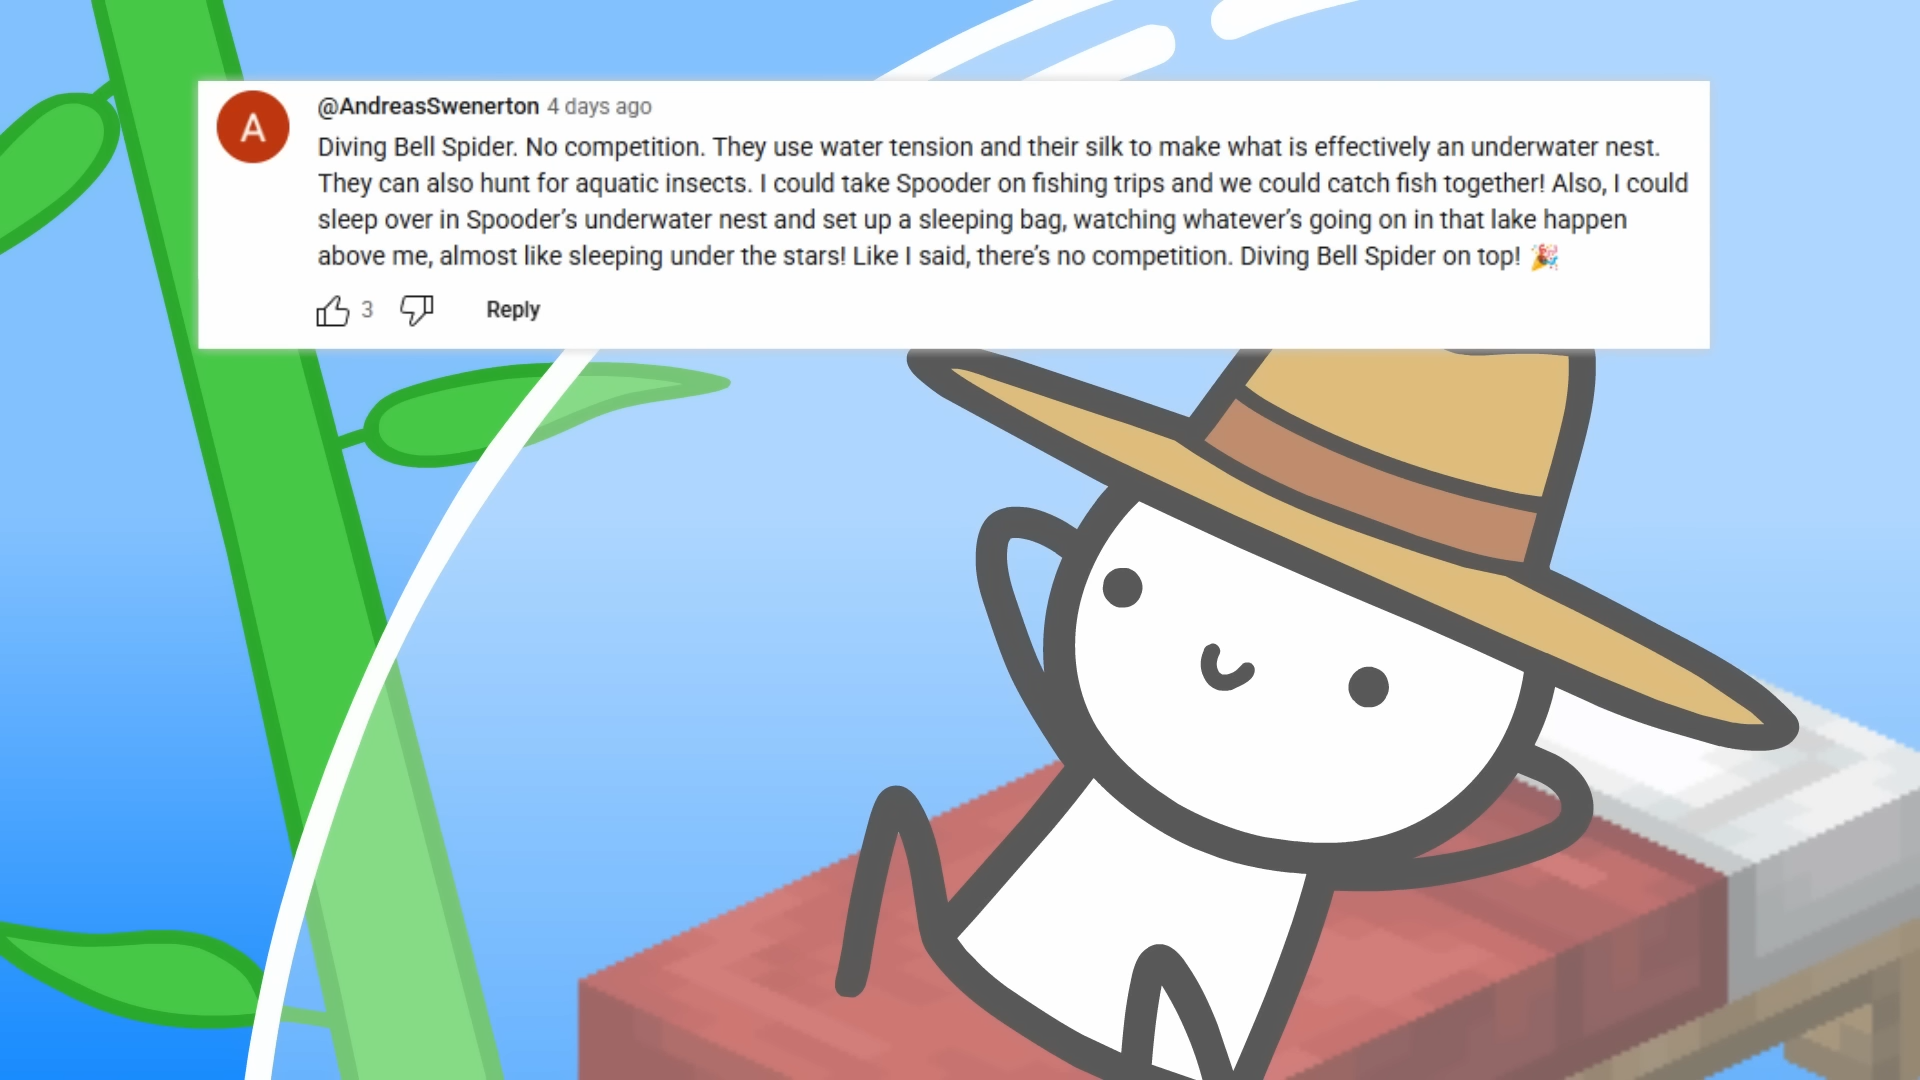 A
@AndreasSwenerton 4 days ago
Diving Bell Spider. No competition. They use water tension and their silk to make what is effectively an underwater nest.
They can also hunt for aquatic insects. I could take Spooder on fishing trips and we could catch fish together! Also, I could
sleep over in Spooder’s underwater nest and set up a sleeping bag, watching whatever’s going on in that lake happen
above me, almost like sleeping under the stars! Like I said, there’s no competition. Diving Bell Spider on top! 🎉
3 Reply